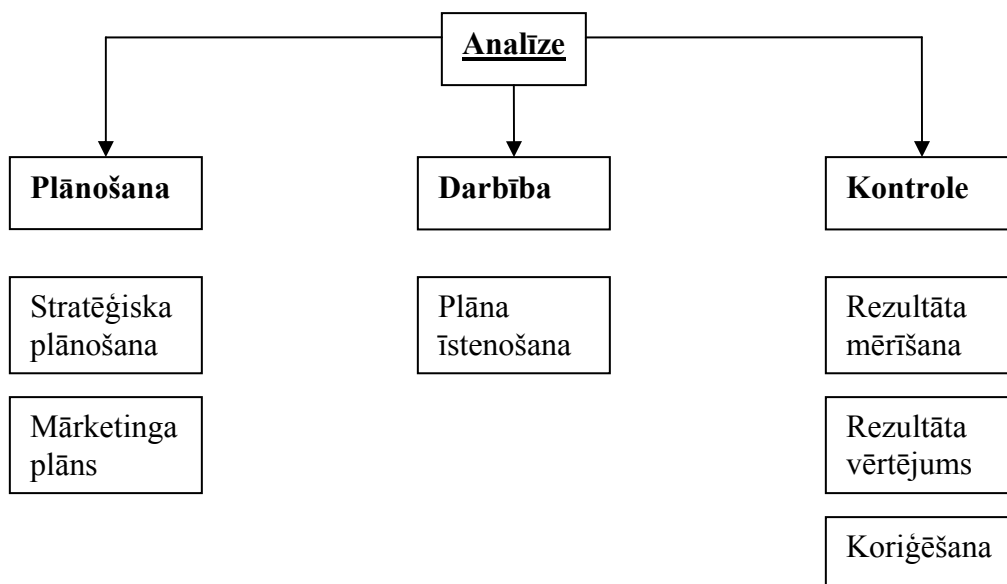 Analīze
Plānošana
Darbība
Kontrole
Stratēģiska
plānošana
Plāna
īstenošana
Rezultāta
mērīšana
Mārketinga
plāns
Rezultāta
vērtējums
Koriģēšana